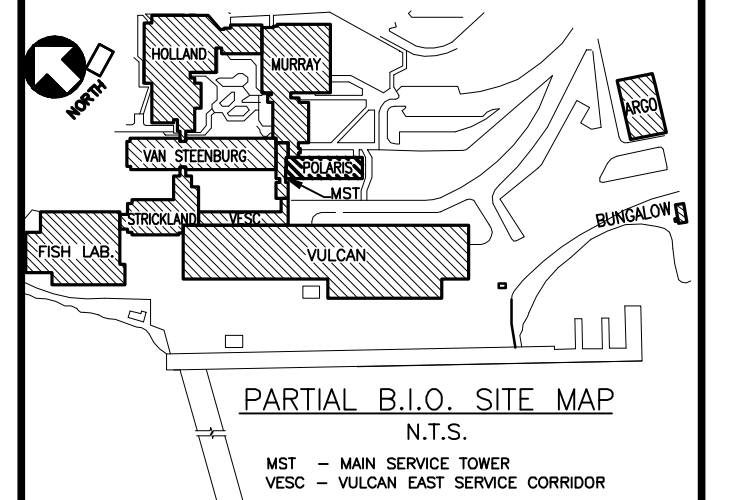 HOLLAND
MURRAY
NORTH
ARGO
VAN STEENBURG
POLARIS
MST
STRICKLAND
VESC
BUNGALOW
FISH LAB.
VULCAN
PARTIAL B.I.O. SITE MAP
N.T.S.
MST – MAIN SERVICE TOWER
VESC – VULCAN EAST SERVICE CORRIDOR